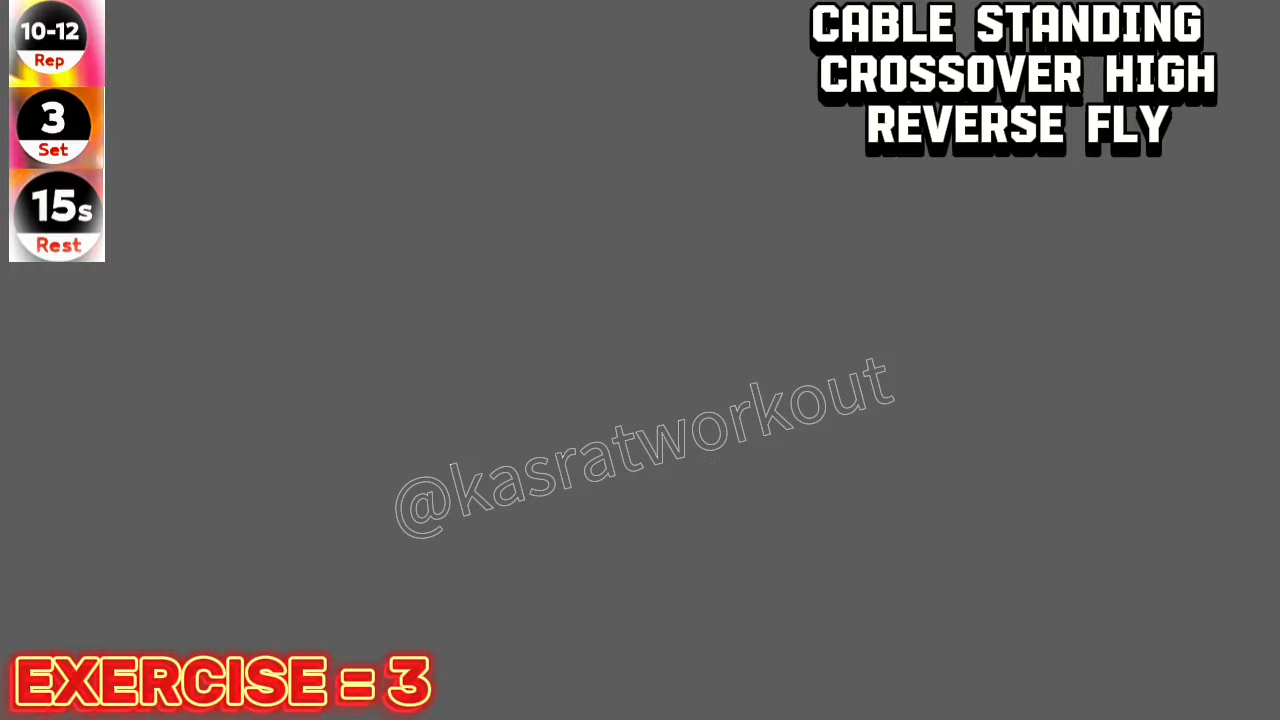 10-12
Rep
3
Set
15s
Rest
CABLE STANDING
CROSSOVER HIGH
REVERSE FLY
@kasratworkout
EXERCISE = 3